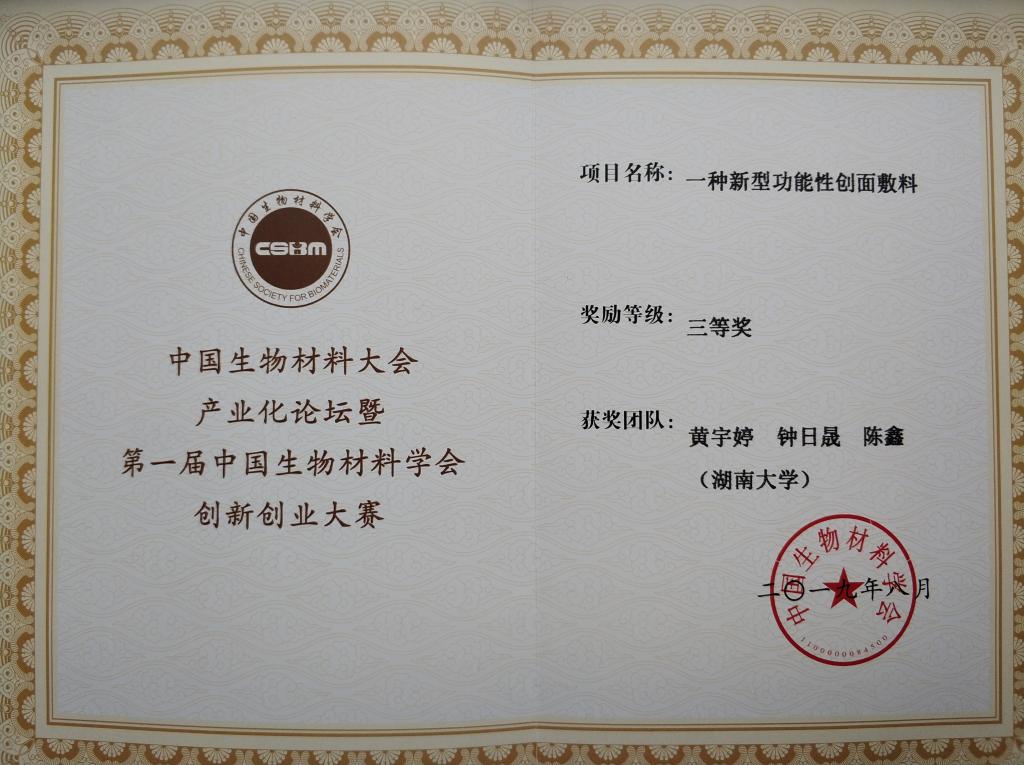 中国生物材料学会
CSBM
CHINESE SOCIETY FOR BIOMATERIALS
中国生物材料大会
产业化论坛暨
第一届中国生物材料学会
创新创业大赛
项目名称：一种新型功能性创面敷料
奖励等级：三等奖
获奖团队：黄宇婷 钟日晟 陈鑫
（湖南大学）
中国生物材料学会
二〇一九年八月
1100000084500